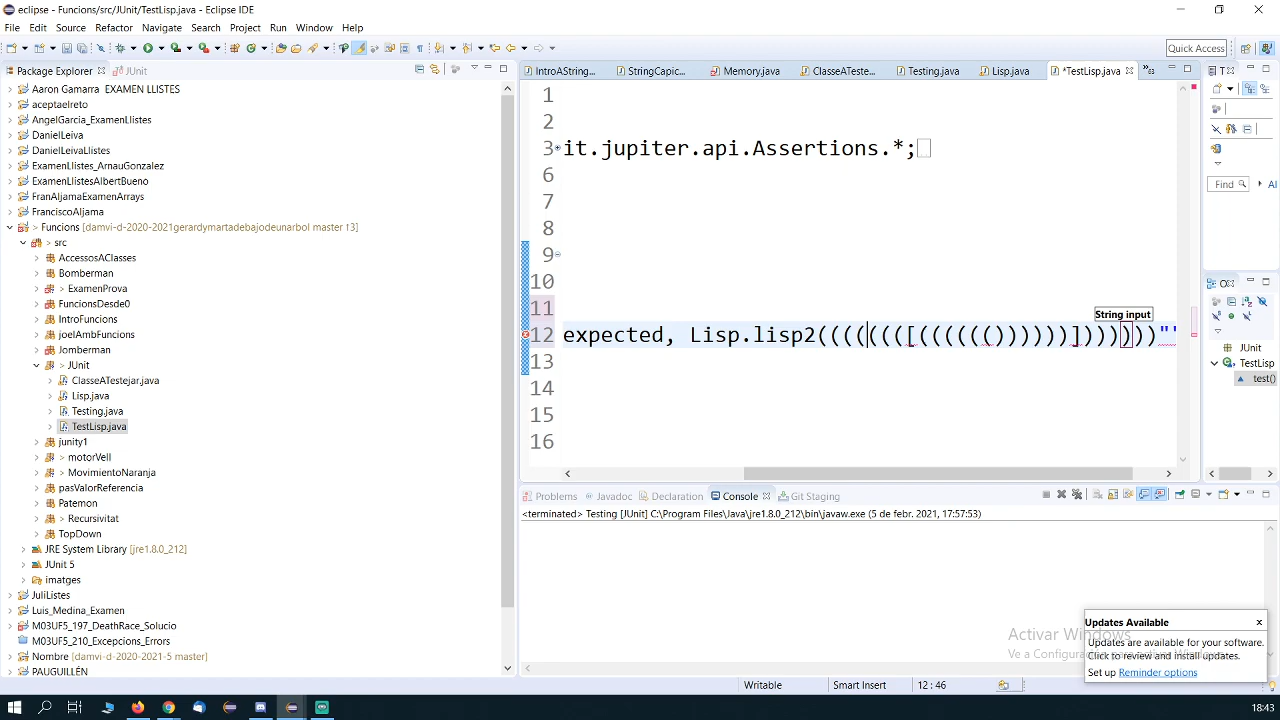 eclipse - Funcions/src/JUnit/TestLisp.java - Eclipse IDE
File Edit Source Refactor Navigate Search Project Run Window Help
Quick Access
Package Explorer
JUnit
IntroAString...
StringCapic...
Memory.java
ClasseATeste...
Testing.java
Lisp.java
*TestLisp.java
Aaron Gamarra EXAMEN LLISTES
aceptaelreto
AngelGarcia_ExamenLlistes
DanielLeiva
DanielLeivaLlistes
ExamenLlistes_ArnauGonzalez
ExamenLlistesAlbertBueno
FranAljamaExamenArrays
FranciscoAljama
> Funcions [damvi-d-2020-2021gerardymartadebajodeunarbol master ↑3]
> src
AccessosAClasses
Bomberman
> ExamenProva
FuncionsDesde0
IntroFuncions
joelAmbFuncions
Jomberman
> JUnit
ClasseATestejar.java
Lisp.java
Testing.java
TestLisp.java
junity1
> motorVell
> MovimientoNaranja
pasValorReferencia
Patemon
> Recursivitat
TopDown
JRE System Library [jre1.8.0_212]
JUnit 5
imatges
JuliListes
Luis_Medina_Examen
M03UF5_197_DeathRace_Solucio
M03UF5_210_Excepcions_Errors
Nombre (damvi-d-2020-2021-5 master)
PAUGUILLÉN
1
2
3 it.jupiter.api.Assertions.*;
6
7
8
9
10
11
String input
12 expected, Lisp.lisp2((((((([(((((())))))])))))))""
13
14
15
16
Find
Al
JUnit
TestLisp
test()
Problems Javadoc Declaration Console Git Staging
<terminated> Testing [JUnit] C:\Program Files\Java\jre1.8.0_212\bin\javaw.exe (5 de febr. 2021, 17:57:53)
Activar Windows
Updates Available
Updates are available for your software.
Click to review and install updates.
Set up Reminder options
Writable
Smart Insert
12 : 46
18:43